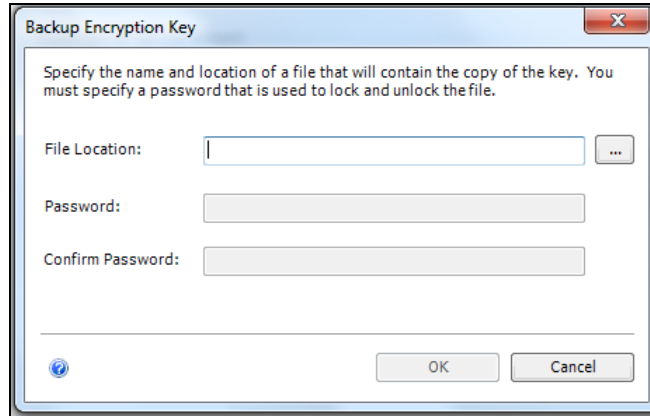 Backup Encryption Key
Specify the name and location of a file that will contain the copy of the key. You
must specify a password that is used to lock and unlock the file.
File Location:
...
Password:
Confirm Password:
OK
Cancel